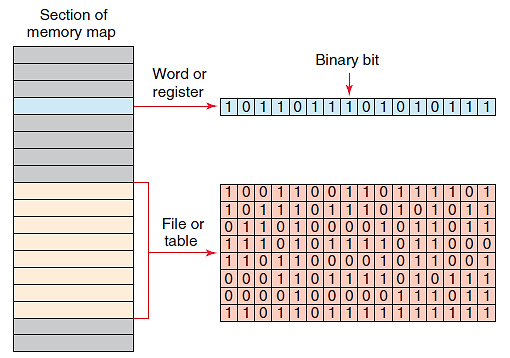 Section of
memory map
Word or
register
Binary bit
1 0 1 1 0 1 1 1 0 1 0 1 0 1 1 1
File or
table
1 0 0 1 1 0 0 1 1 0 1 1 1 1 0 1
1 0 1 1 1 0 1 1 1 0 1 0 1 0 1 1
0 1 1 0 1 0 0 0 0 1 0 1 1 0 1 1
1 1 1 0 1 0 1 1 1 1 0 1 1 0 0 0
1 1 0 1 1 0 0 0 0 1 0 1 1 0 0 1
0 0 0 1 1 0 1 1 1 1 1 0 1 0 1 1
0 0 0 0 1 0 0 0 0 0 1 1 1 0 1 1
1 1 0 1 1 0 1 1 1 1 1 1 1 1 1 1